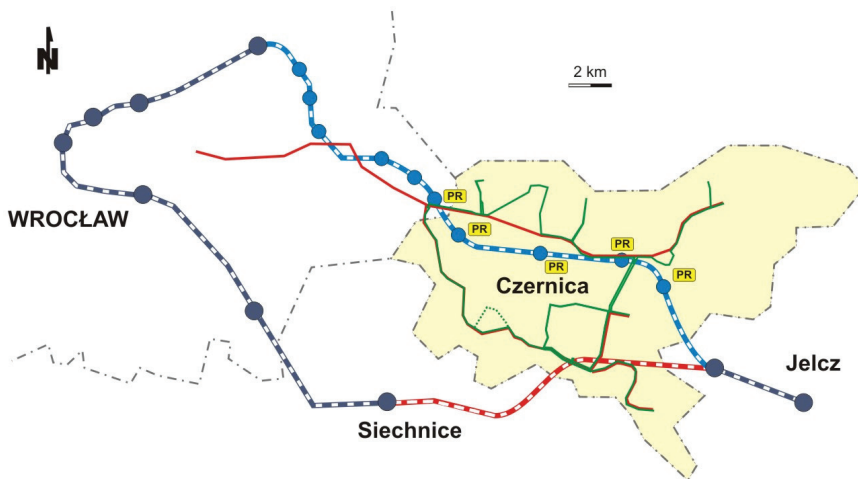 N
2 km
PR
WROCŁAW
PR
PR
PR
PR
Czernica
Jelcz
Siechnice